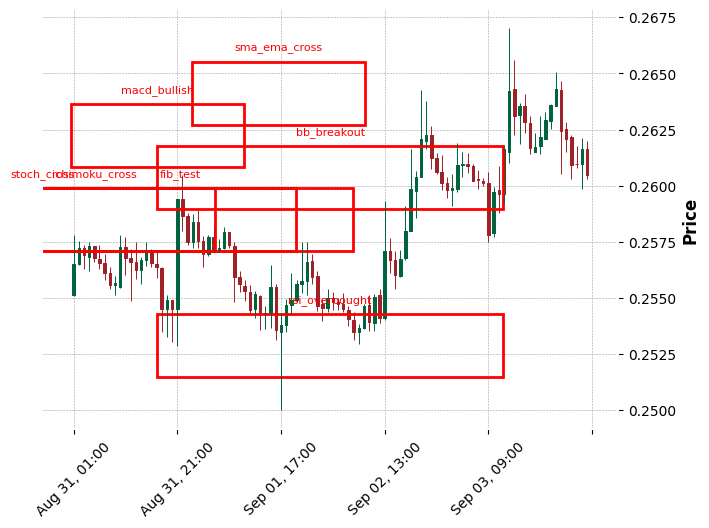 sma_ema_cross
macd_bullish
bb_breakout
stoch_cross
ichimoku_cross
fib_test
rsi_overbought
0.2675
0.2650
0.2625
0.2600
0.2575
0.2550
0.2525
0.2500
Price
Aug 31, 01:00
Aug 31, 21:00
Sep 01, 17:00
Sep 02, 13:00
Sep 03, 09:00